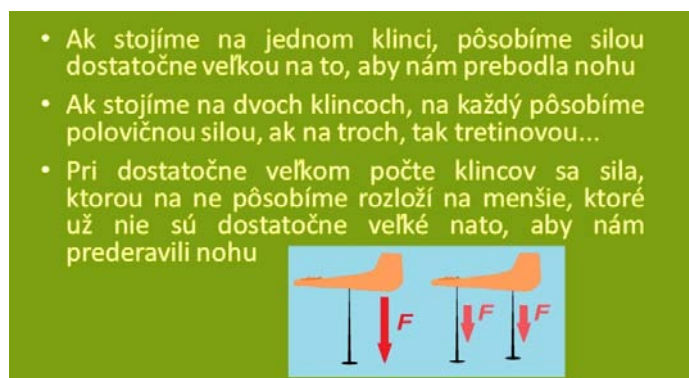 • Ak stojíme na jednom klinci, pôsobíme silou
dostatočne veľkou na to, aby nám prebodla nohu
• Ak stojíme na dvoch klincoch, na každý pôsobíme
polovičnou silou, ak na troch, tak tretinovou...
• Pri dostatočne veľkom počte klincov sa sila,
ktorou na ne pôsobíme rozloží na menšie, ktoré
už nie sú dostatočne veľké nato, aby nám
prederavili nohu
F F F